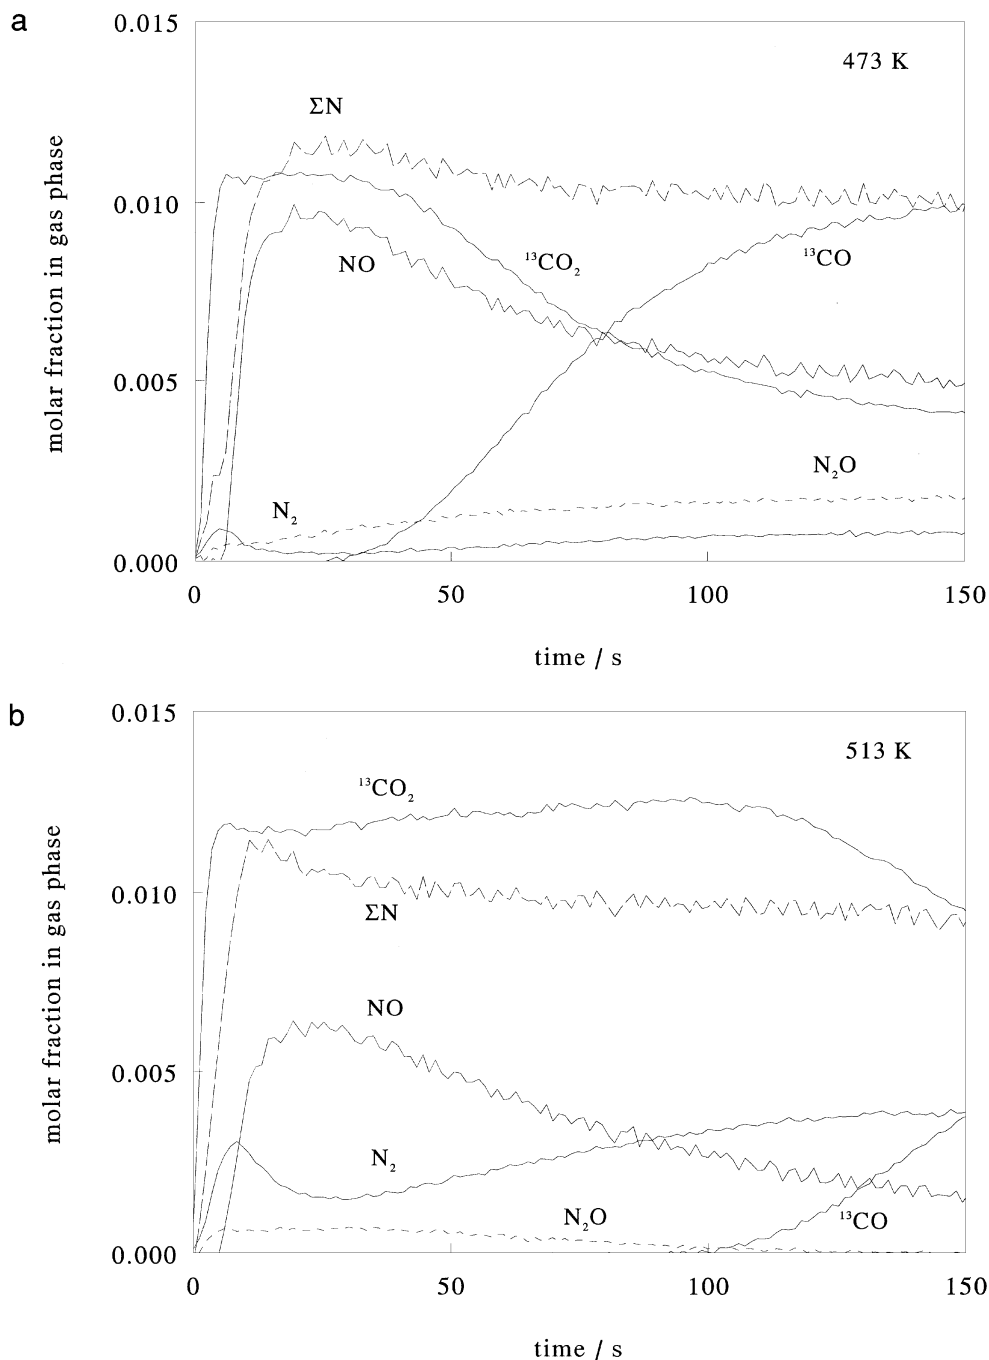 a
0.015
473 K
ΣN
0.010
NO
¹³CO₂
¹³CO
0.005
N₂O
N₂
0.000
0 50 100 150
time / s
molar fraction in gas phase
b
0.015
513 K
¹³CO₂
0.010
ΣN
NO
0.005
N₂
N₂O
¹³CO
0.000
0 50 100 150
time / s
molar fraction in gas phase